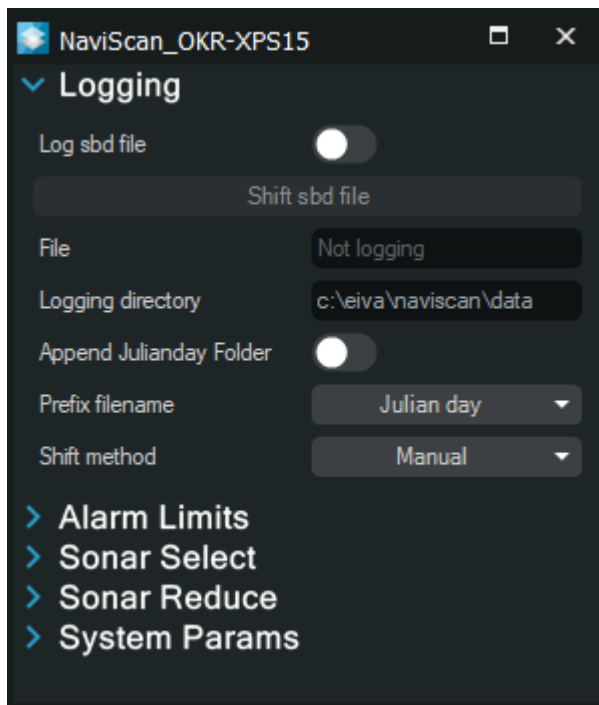 NaviScan_OKR-XPS15
Logging
Log sbd file
Shift sbd file
File Not logging
Logging directory c:\eiva\naviscan\data
Append Julianday Folder
Prefix filename Julian day
Shift method Manual
Alarm Limits
Sonar Select
Sonar Reduce
System Params